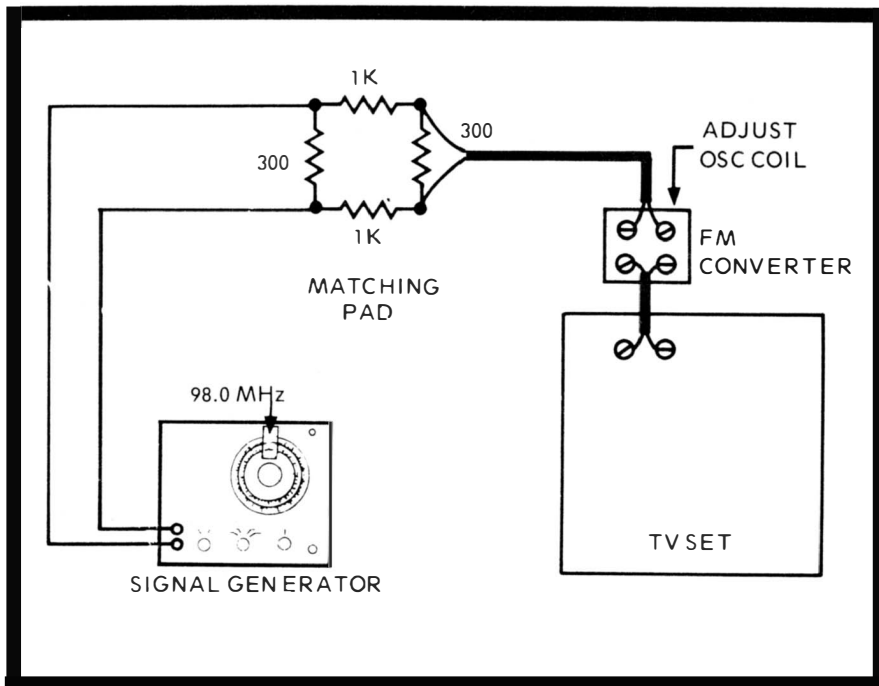 1K
300
300
1K
MATCHING
PAD
ADJUST
OSC COIL
FM
CONVERTER
98.0 MHz
SIGNAL GENERATOR
TV SET